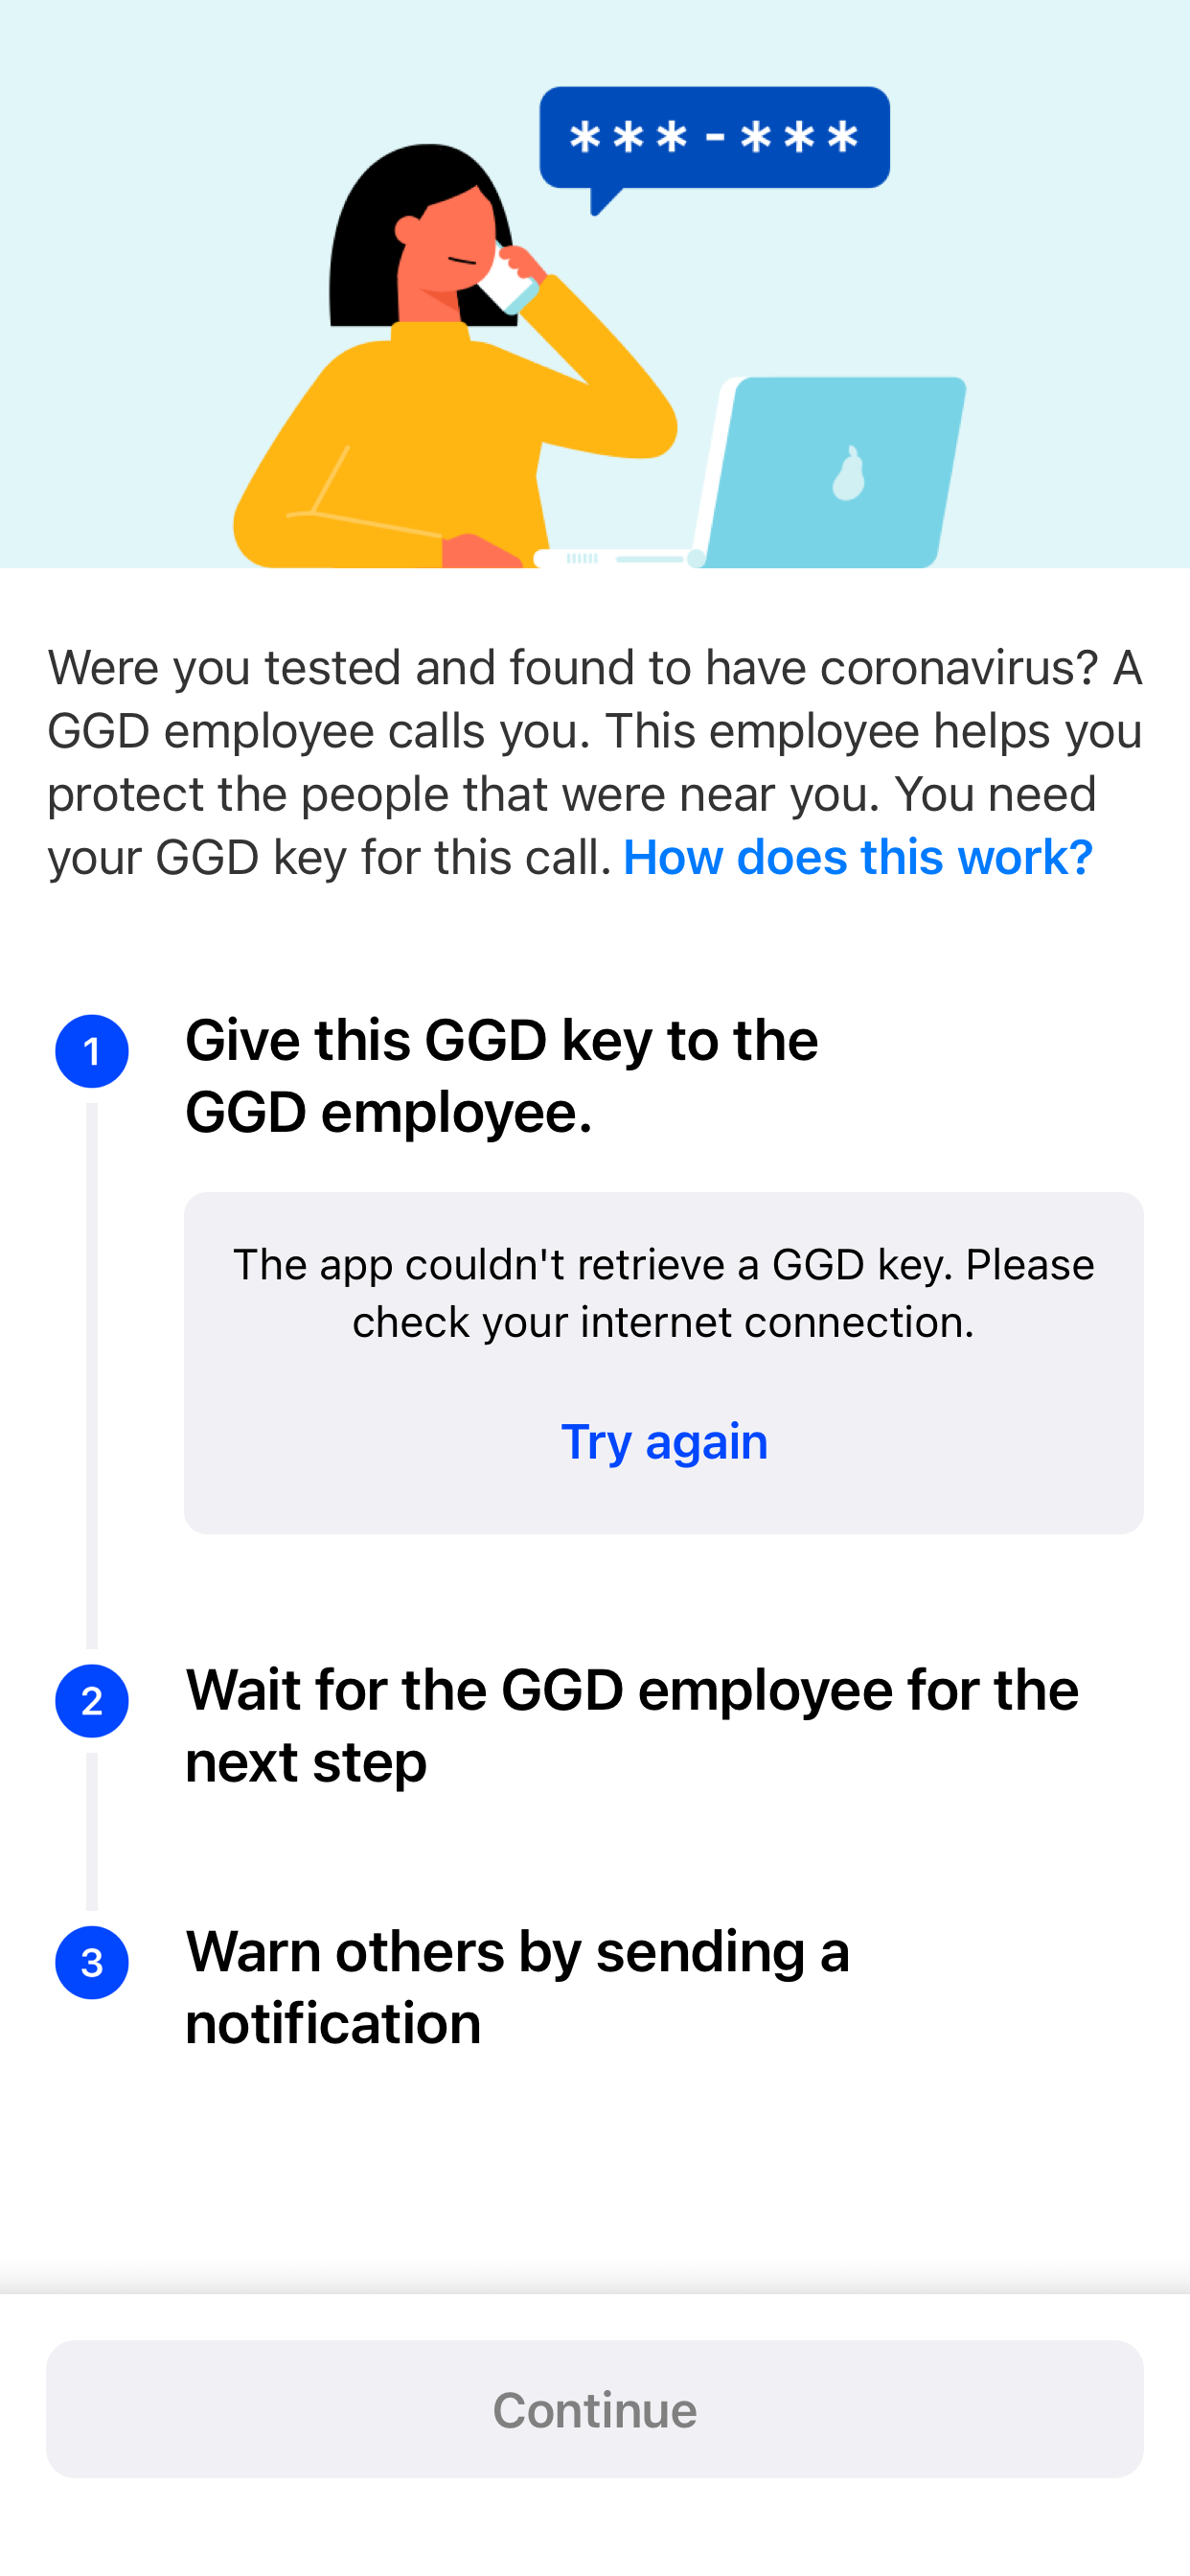 ***-***
Were you tested and found to have coronavirus? A
GGD employee calls you. This employee helps you
protect the people that were near you. You need
your GGD key for this call. How does this work?
1
Give this GGD key to the
GGD employee.
The app couldn't retrieve a GGD key. Please
check your internet connection.
Try again
2
Wait for the GGD employee for the
next step
3
Warn others by sending a
notification
Continue